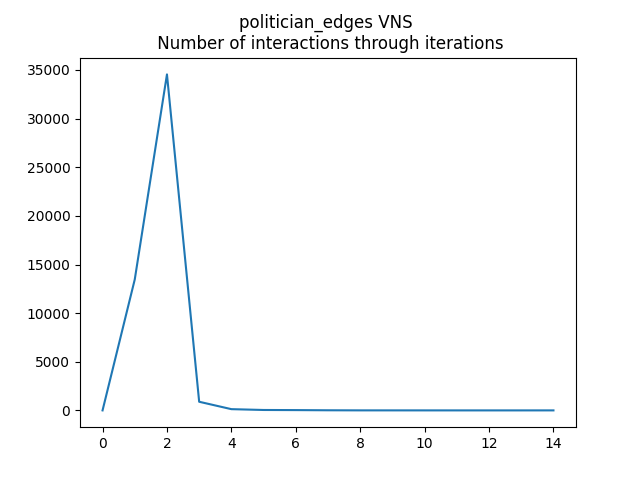 politician_edges VNS
Number of interactions through iterations
35000
30000
25000
20000
15000
10000
5000
0
0 2 4 6 8 10 12 14